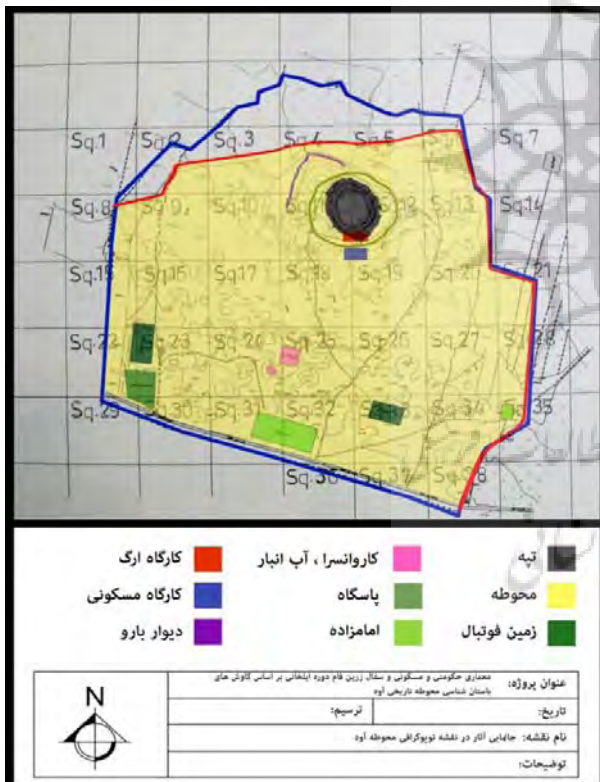 Sq.1 Sq.2 Sq.3 Sq.4 Sq.7
Sq.8 Sq.9 Sq.10 Sq.12 Sq.13 Sq.14
Sq.15 Sq.16 Sq.17 Sq.18 Sq.19
Sq.22 Sq.23 Sq.24 Sq.25 Sq.26 Sq.27 Sq.28
Sq.29 Sq.30 Sq.31 Sq.32 Sq.34
Sq.36 Sq.37
تپه
کاروانسرا ، آب انبار
کارگاه ارگ
محوطه
پاسگاه
کارگاه مسکونی
زمین فوتبال
امامزاده
دیوار بارو
N
عنوان پروژه: معماری حکومتی و مسکونی و سفال زرین فام دوره ایلخانی بر اساس کاوش های
باستان شناسی محوطه تاریخی آوه
تاریخ: ترسیم:
نام نقشه: جانمایی آثار در نقشه توپوگرافی محوطه آوه
توضیحات: